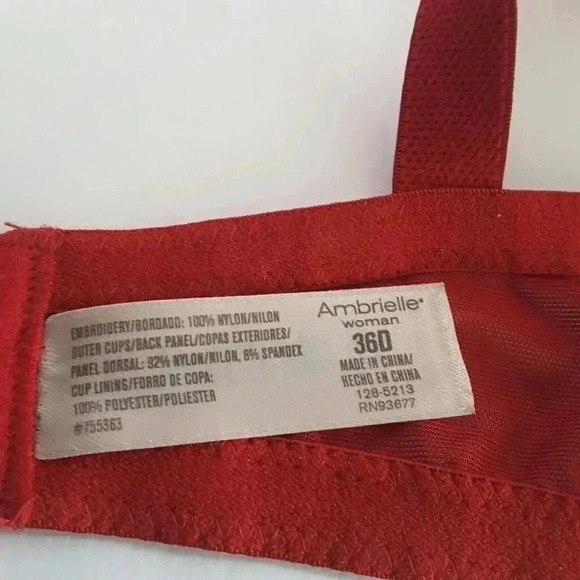 EMBROIDERY/BORDADO: 100% NYLON/NILON
OUTER CUPS/BACK PANEL/COPAS EXTERIORES/
PANEL DORSAL: 92% NYLON/NILON, 8% SPANDEX
CUP LINING/FORRO DE COPA:
100% POLYESTER/POLIESTER
#755363
Ambrielle®
woman
36D
MADE IN CHINA/
HECHO EN CHINA
128-5213
RN93677